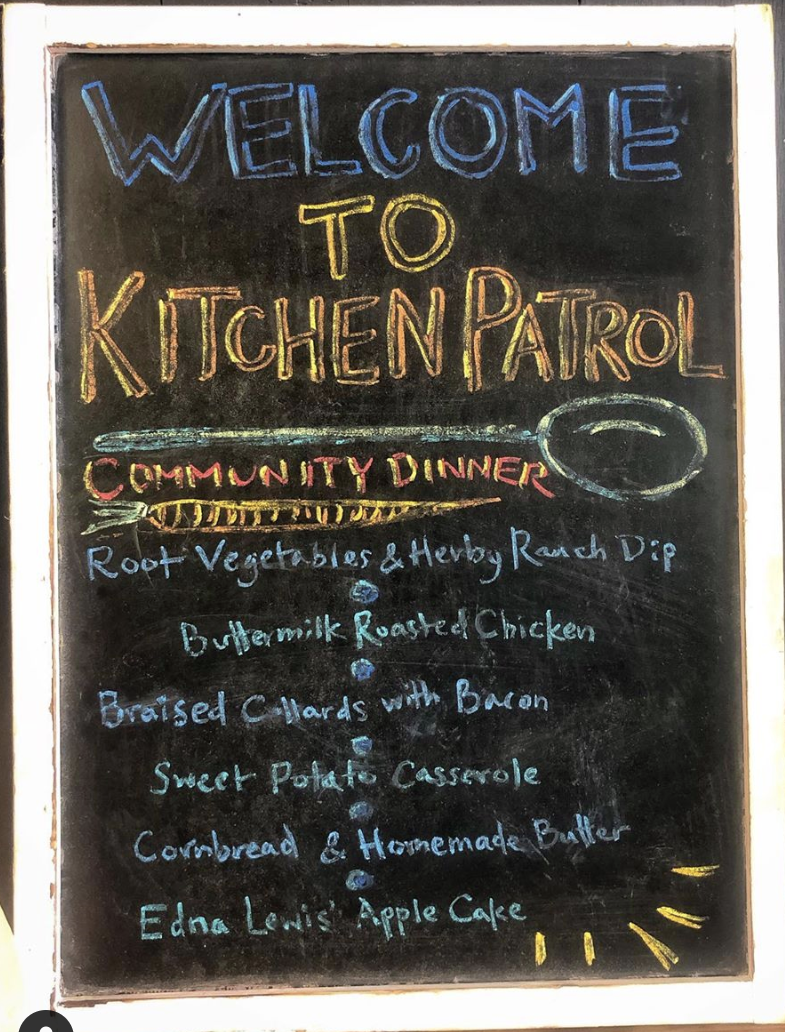 WELCOME
TO
KITCHEN PATROL
COMMUNITY DINNER
Root Vegetables & Herby Ranch Dip
Buttermilk Roasted Chicken
Braised Collards with Bacon
Sweet Potato Casserole
Cornbread & Homemade Butter
Edna Lewis' Apple Cake